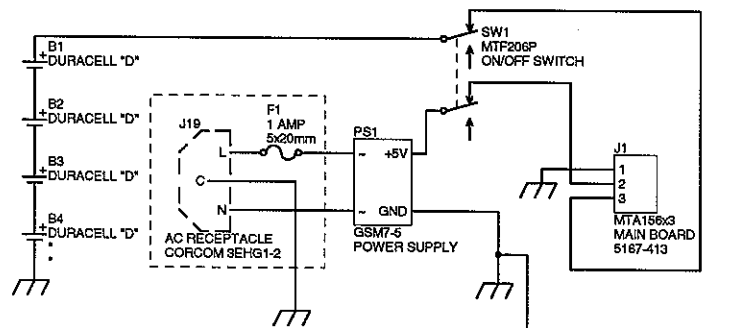 B1
+
DURACELL "D"
B2
+
DURACELL "D"
B3
+
DURACELL "D"
B4
+
DURACELL "D"
J19
L
C
N
AC RECEPTACLE
CORCOM 3EHG1-2
F1
1 AMP
5x20mm
PS1
~ +5V
~ GND
GSM7-5
POWER SUPPLY
SW1
MTF206P
ON/OFF SWITCH
J1
1
2
3
MTA156x3
MAIN BOARD
5167-413